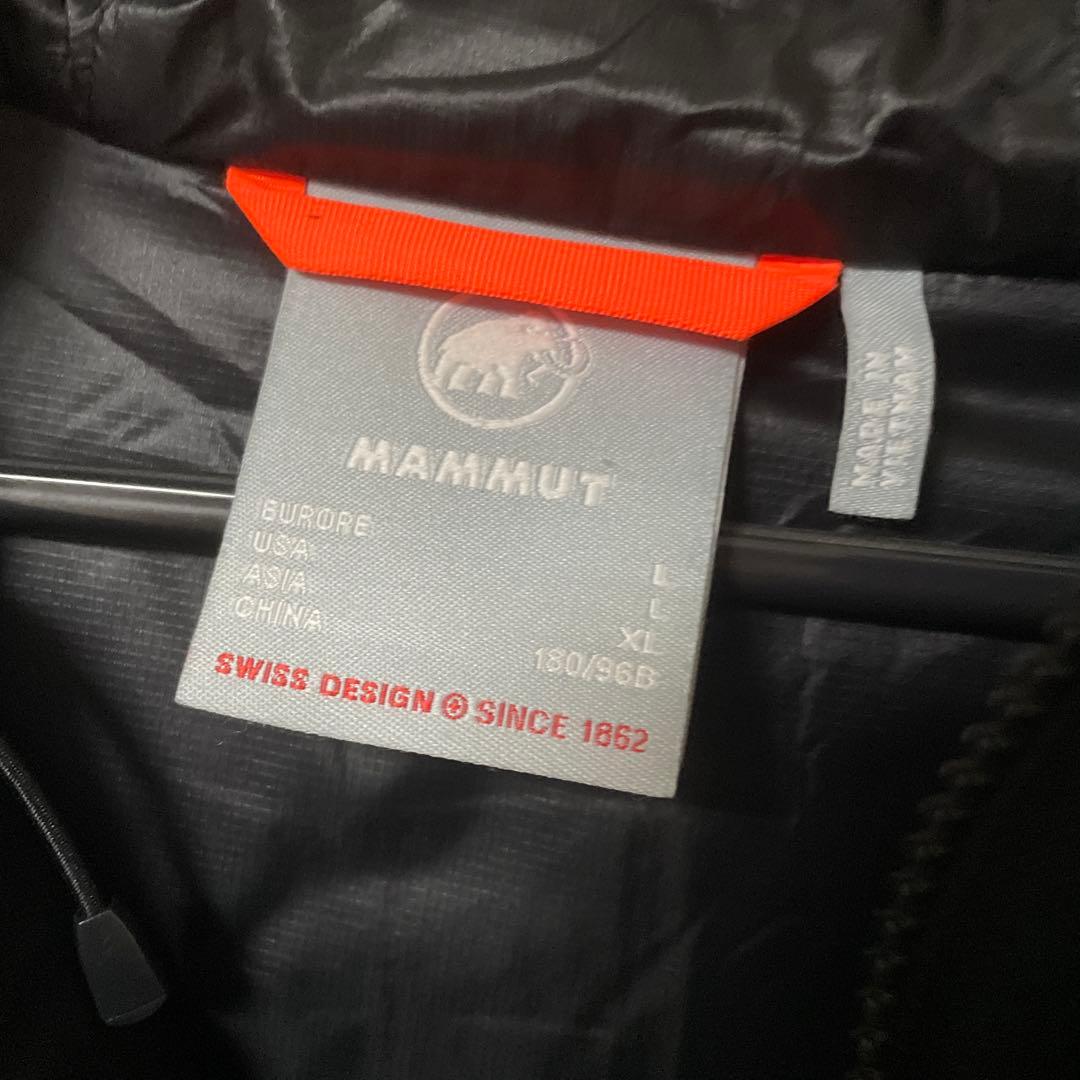 MAMMUT
EUROPE L
USA L
ASIA XL
CHINA 180/96B
SWISS DESIGN SINCE 1862
MADE IN
VIETNAM